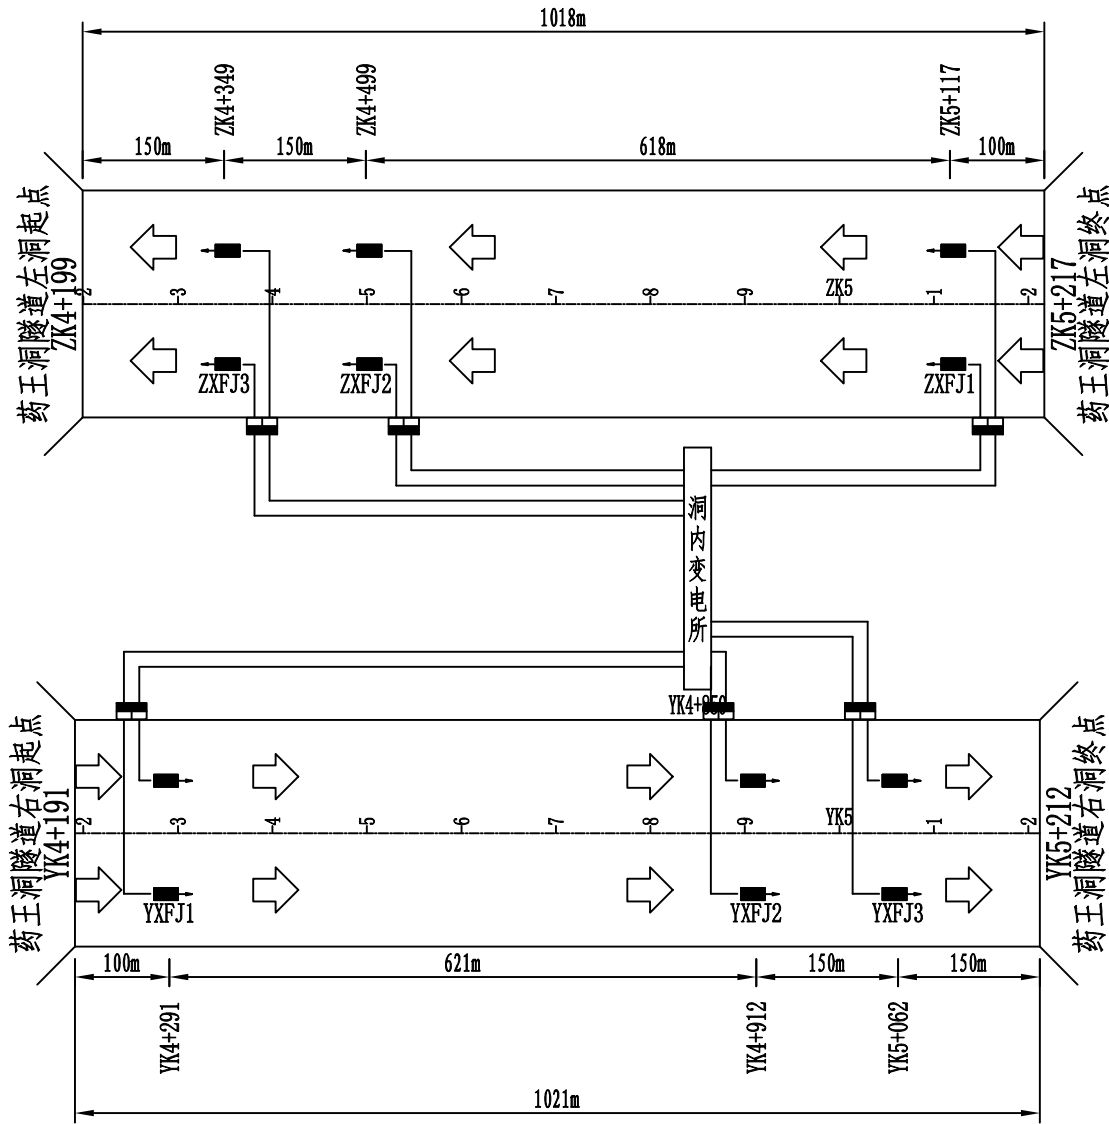 1018m
ZK4+349
ZK4+499
ZK5+117
150m
150m
618m
100m
药王洞隧道左洞起点
ZK4+199
药王洞隧道左洞终点
ZK5+217
2
3
4
5
6
7
8
9
ZK5
1
2
ZXFJ3
ZXFJ2
ZXFJ1
洞内变电所
YK4+859
药王洞隧道右洞起点
YK4+191
药王洞隧道右洞终点
YK5+212
2
3
4
5
6
7
8
9
YK5
1
2
YXFJ1
YXFJ2
YXFJ3
100m
621m
150m
150m
YK4+291
YK4+912
YK5+062
1021m